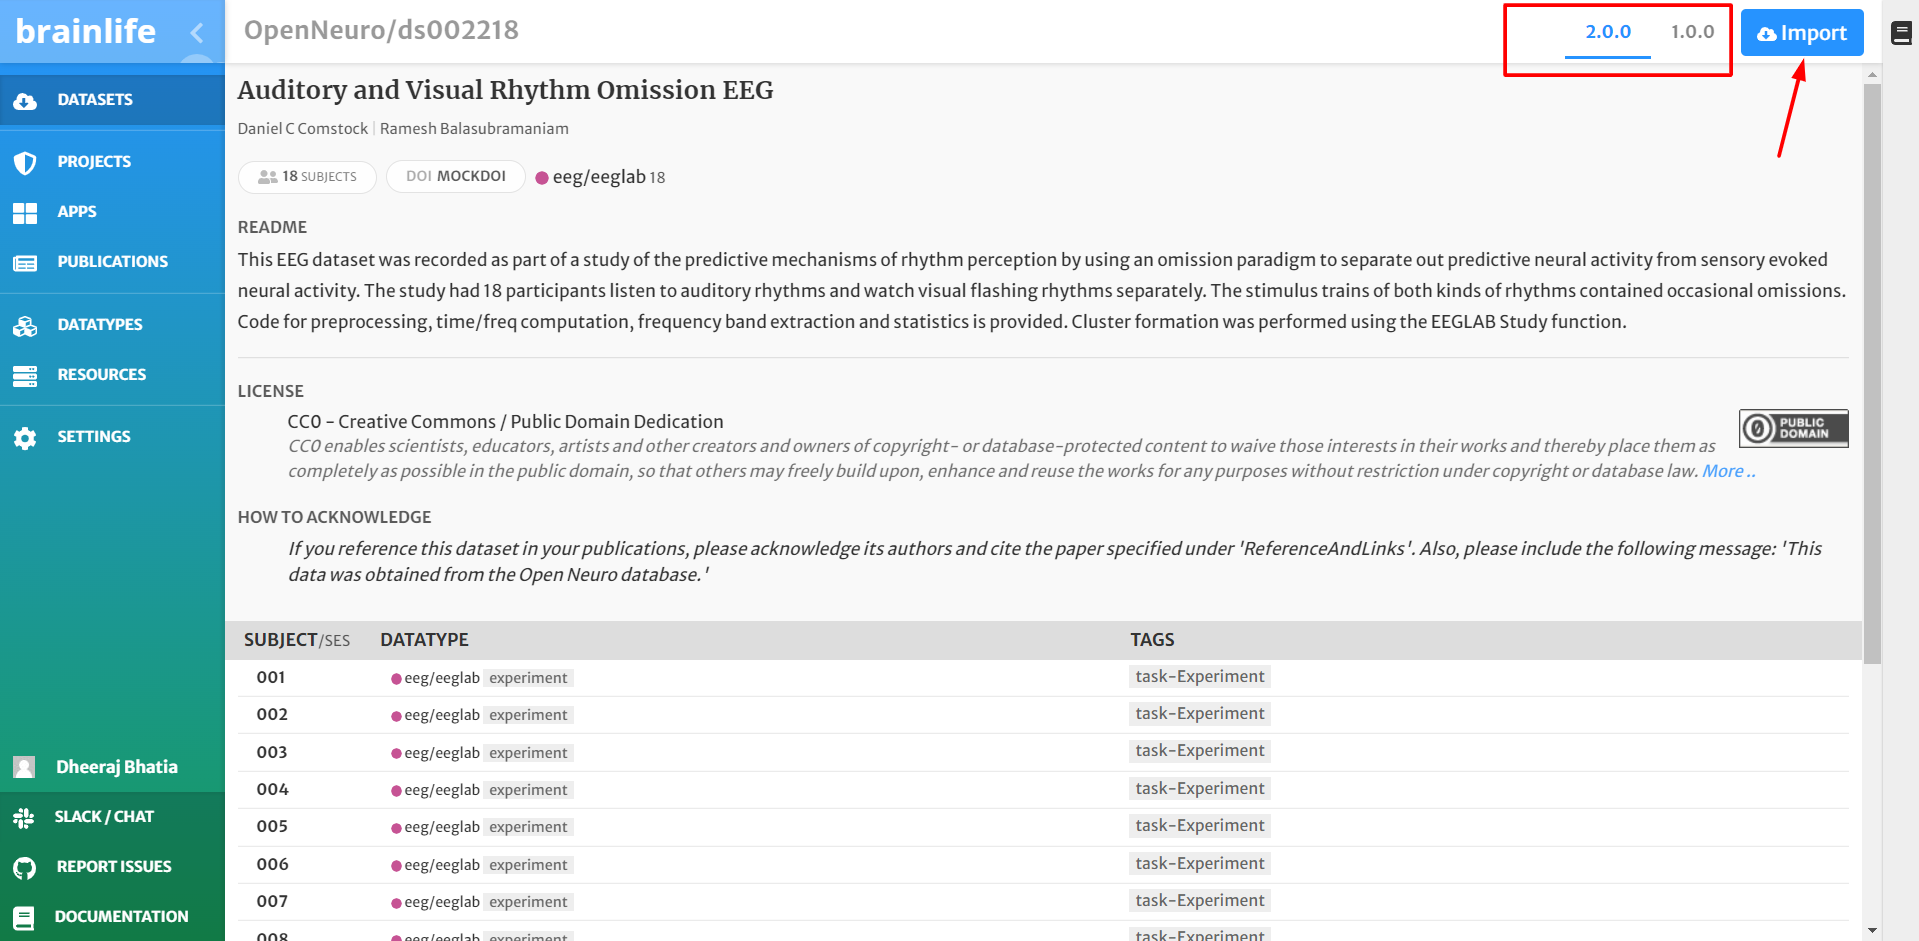 brainlife
OpenNeuro/ds002218
2.0.0
1.0.0
Import
DATASETS
PROJECTS
APPS
PUBLICATIONS
DATATYPES
RESOURCES
SETTINGS
Dheeraj Bhatia
SLACK / CHAT
REPORT ISSUES
DOCUMENTATION
Auditory and Visual Rhythm Omission EEG
Daniel C Comstock | Ramesh Balasubramaniam
18 SUBJECTS
DOI MOCKDOI
eeg/eeglab 18
README
This EEG dataset was recorded as part of a study of the predictive mechanisms of rhythm perception by using an omission paradigm to separate out predictive neural activity from sensory evoked
neural activity. The study had 18 participants listen to auditory rhythms and watch visual flashing rhythms separately. The stimulus trains of both kinds of rhythms contained occasional omissions.
Code for preprocessing, time/freq computation, frequency band extraction and statistics is provided. Cluster formation was performed using the EEGLAB Study function.
LICENSE
CC0 - Creative Commons / Public Domain Dedication
CC0 enables scientists, educators, artists and other creators and owners of copyright- or database-protected content to waive those interests in their works and thereby place them as
completely as possible in the public domain, so that others may freely build upon, enhance and reuse the works for any purposes without restriction under copyright or database law. More ..
PUBLIC
DOMAIN
HOW TO ACKNOWLEDGE
If you reference this dataset in your publications, please acknowledge its authors and cite the paper specified under 'ReferenceAndLinks'. Also, please include the following message: 'This
data was obtained from the Open Neuro database.'
SUBJECT/SES DATATYPE TAGS
001 eeg/eeglab experiment task-Experiment
002 eeg/eeglab experiment task-Experiment
003 eeg/eeglab experiment task-Experiment
004 eeg/eeglab experiment task-Experiment
005 eeg/eeglab experiment task-Experiment
006 eeg/eeglab experiment task-Experiment
007 eeg/eeglab experiment task-Experiment
008 eeg/eeglab experiment task-Experiment